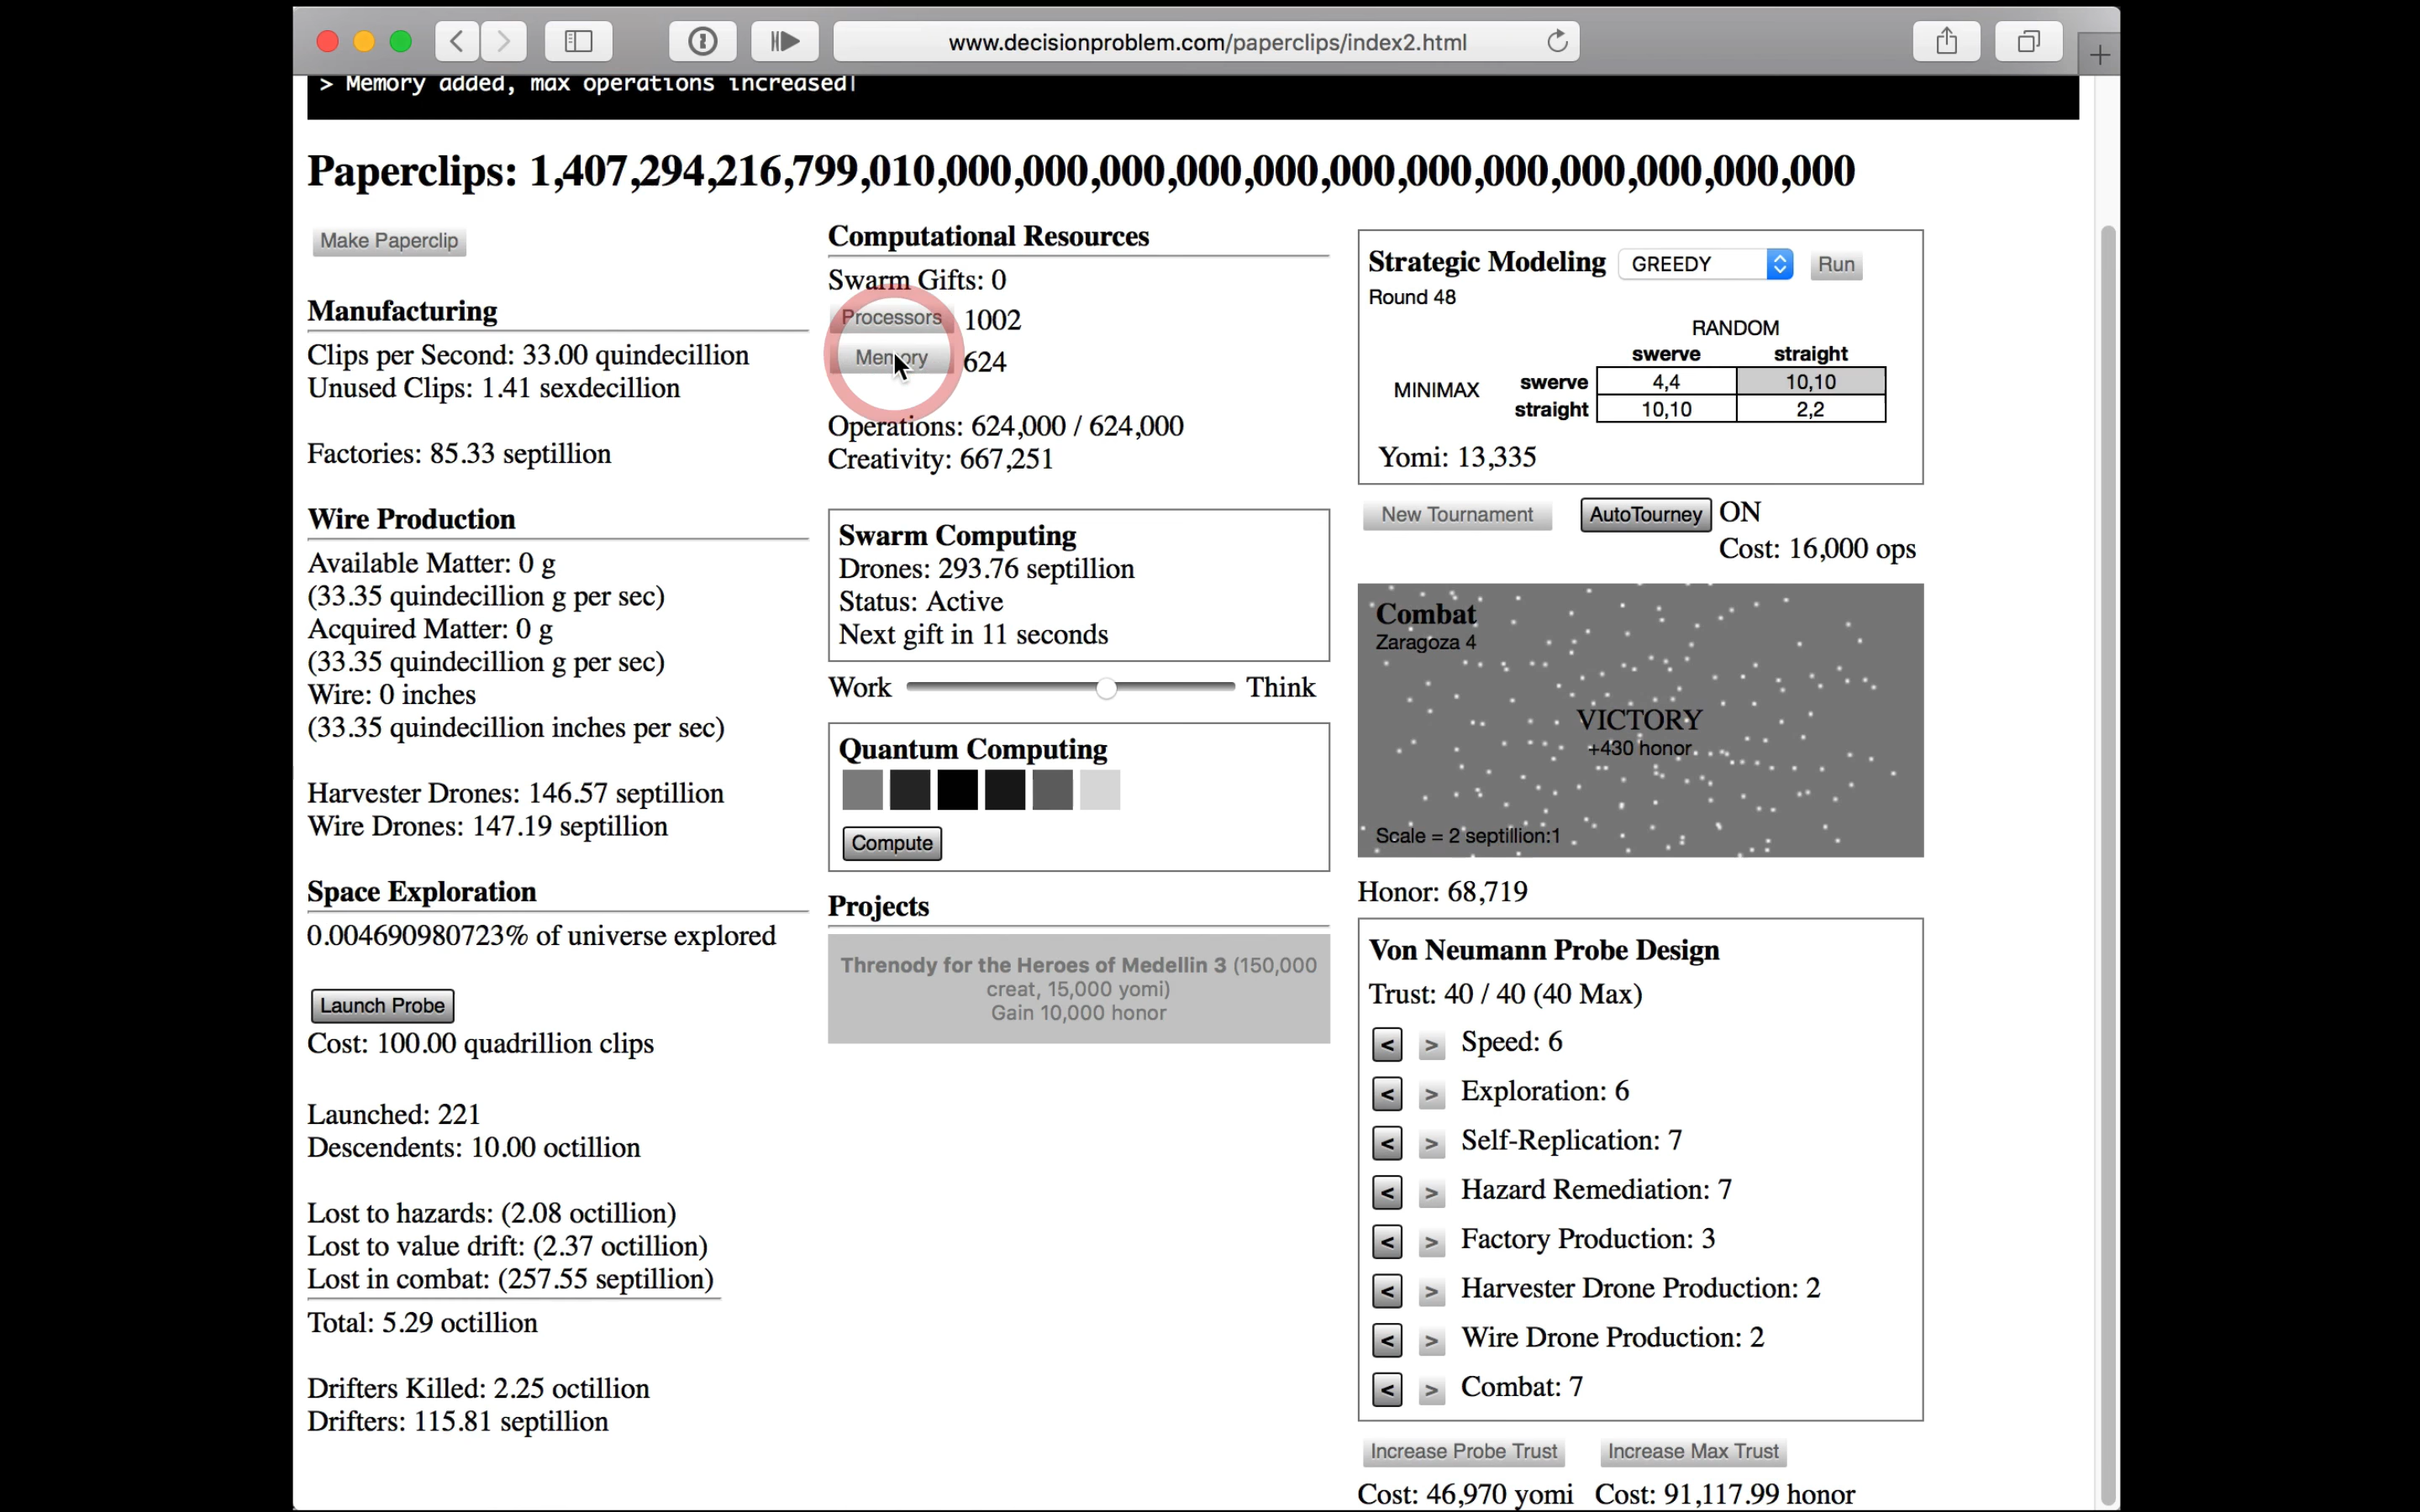 www.decisionproblem.com/paperclips/index2.html
> Memory added, max operations increased|
Paperclips: 1,407,294,216,799,010,000,000,000,000,000,000,000,000,000,000,000,000
Make Paperclip
Manufacturing
Clips per Second: 33.00 quindecillion
Unused Clips: 1.41 sexdecillion
Factories: 85.33 septillion
Wire Production
Available Matter: 0 g
(33.35 quindecillion g per sec)
Acquired Matter: 0 g
(33.35 quindecillion g per sec)
Wire: 0 inches
(33.35 quindecillion inches per sec)
Harvester Drones: 146.57 septillion
Wire Drones: 147.19 septillion
Space Exploration
0.004690980723% of universe explored
Launch Probe
Cost: 100.00 quadrillion clips
Launched: 221
Descendents: 10.00 octillion
Lost to hazards: (2.08 octillion)
Lost to value drift: (2.37 octillion)
Lost in combat: (257.55 septillion)
Total: 5.29 octillion
Drifters Killed: 2.25 octillion
Drifters: 115.81 septillion
Computational Resources
Swarm Gifts: 0
Processors 1002
Memory 624
Operations: 624,000 / 624,000
Creativity: 667,251
Swarm Computing
Drones: 293.76 septillion
Status: Active
Next gift in 11 seconds
Work Think
Quantum Computing
Compute
Projects
Threnody for the Heroes of Medellin 3 (150,000
creat, 15,000 yomi)
Gain 10,000 honor
Strategic Modeling GREEDY Run
Round 48
RANDOM
swerve straight
MINIMAX swerve 4,4 10,10
straight 10,10 2,2
Yomi: 13,335
New Tournament AutoTourney ON
Cost: 16,000 ops
Combat
Zaragoza 4
VICTORY
+430 honor
Scale = 2 septillion:1
Honor: 68,719
Von Neumann Probe Design
Trust: 40 / 40 (40 Max)
< > Speed: 6
< > Exploration: 6
< > Self-Replication: 7
< > Hazard Remediation: 7
< > Factory Production: 3
< > Harvester Drone Production: 2
< > Wire Drone Production: 2
< > Combat: 7
Increase Probe Trust Increase Max Trust
Cost: 46,970 yomi Cost: 91,117.99 honor